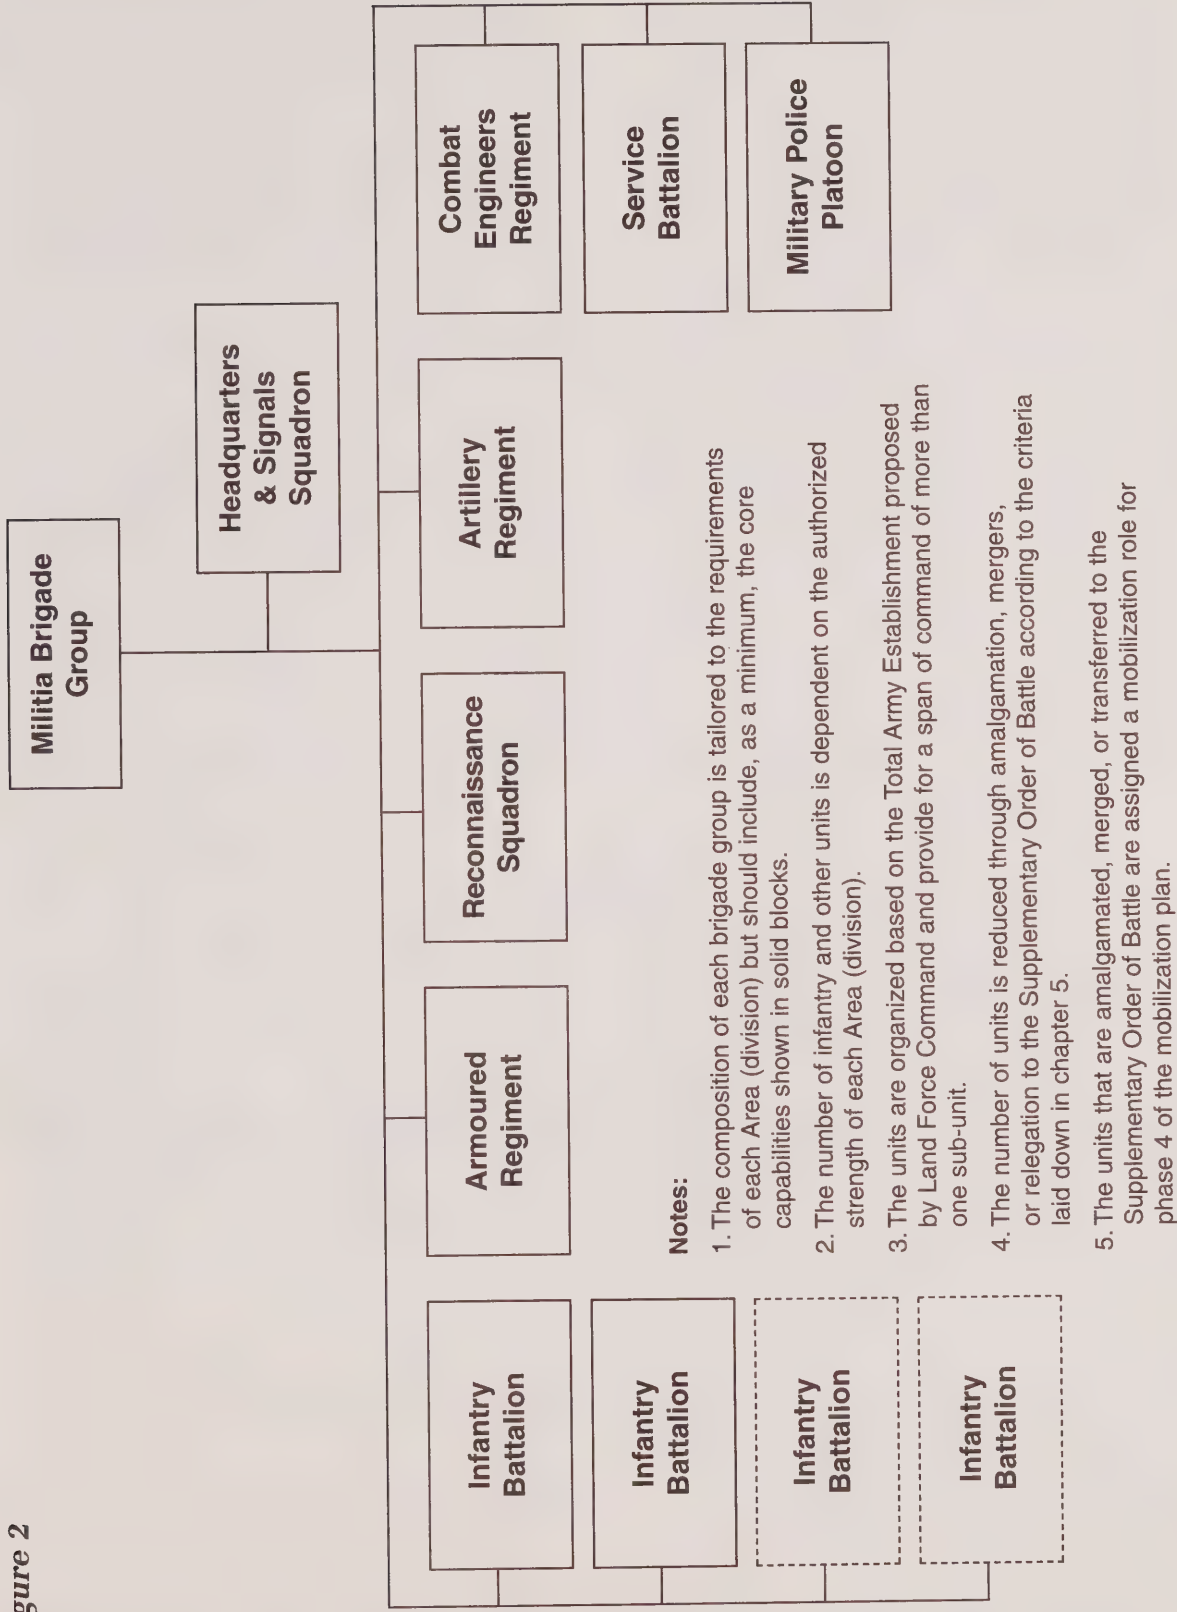 gure 2
Militia Brigade
Group
Headquarters
& Signals
Squadron
Infantry
Battalion
Infantry
Battalion
Infantry
Battalion
Infantry
Battalion
Armoured
Regiment
Reconnaissance
Squadron
Artillery
Regiment
Combat
Engineers
Regiment
Service
Battalion
Military Police
Platoon
Notes:
1. The composition of each brigade group is tailored to the requirements
of each Area (division) but should include, as a minimum, the core
capabilities shown in solid blocks.
2. The number of infantry and other units is dependent on the authorized
strength of each Area (division).
3. The units are organized based on the Total Army Establishment proposed
by Land Force Command and provide for a span of command of more than
one sub-unit.
4. The number of units is reduced through amalgamation, mergers,
or relegation to the Supplementary Order of Battle according to the criteria
laid down in chapter 5.
5. The units that are amalgamated, merged, or transferred to the
Supplementary Order of Battle are assigned a mobilization role for
phase 4 of the mobilization plan.